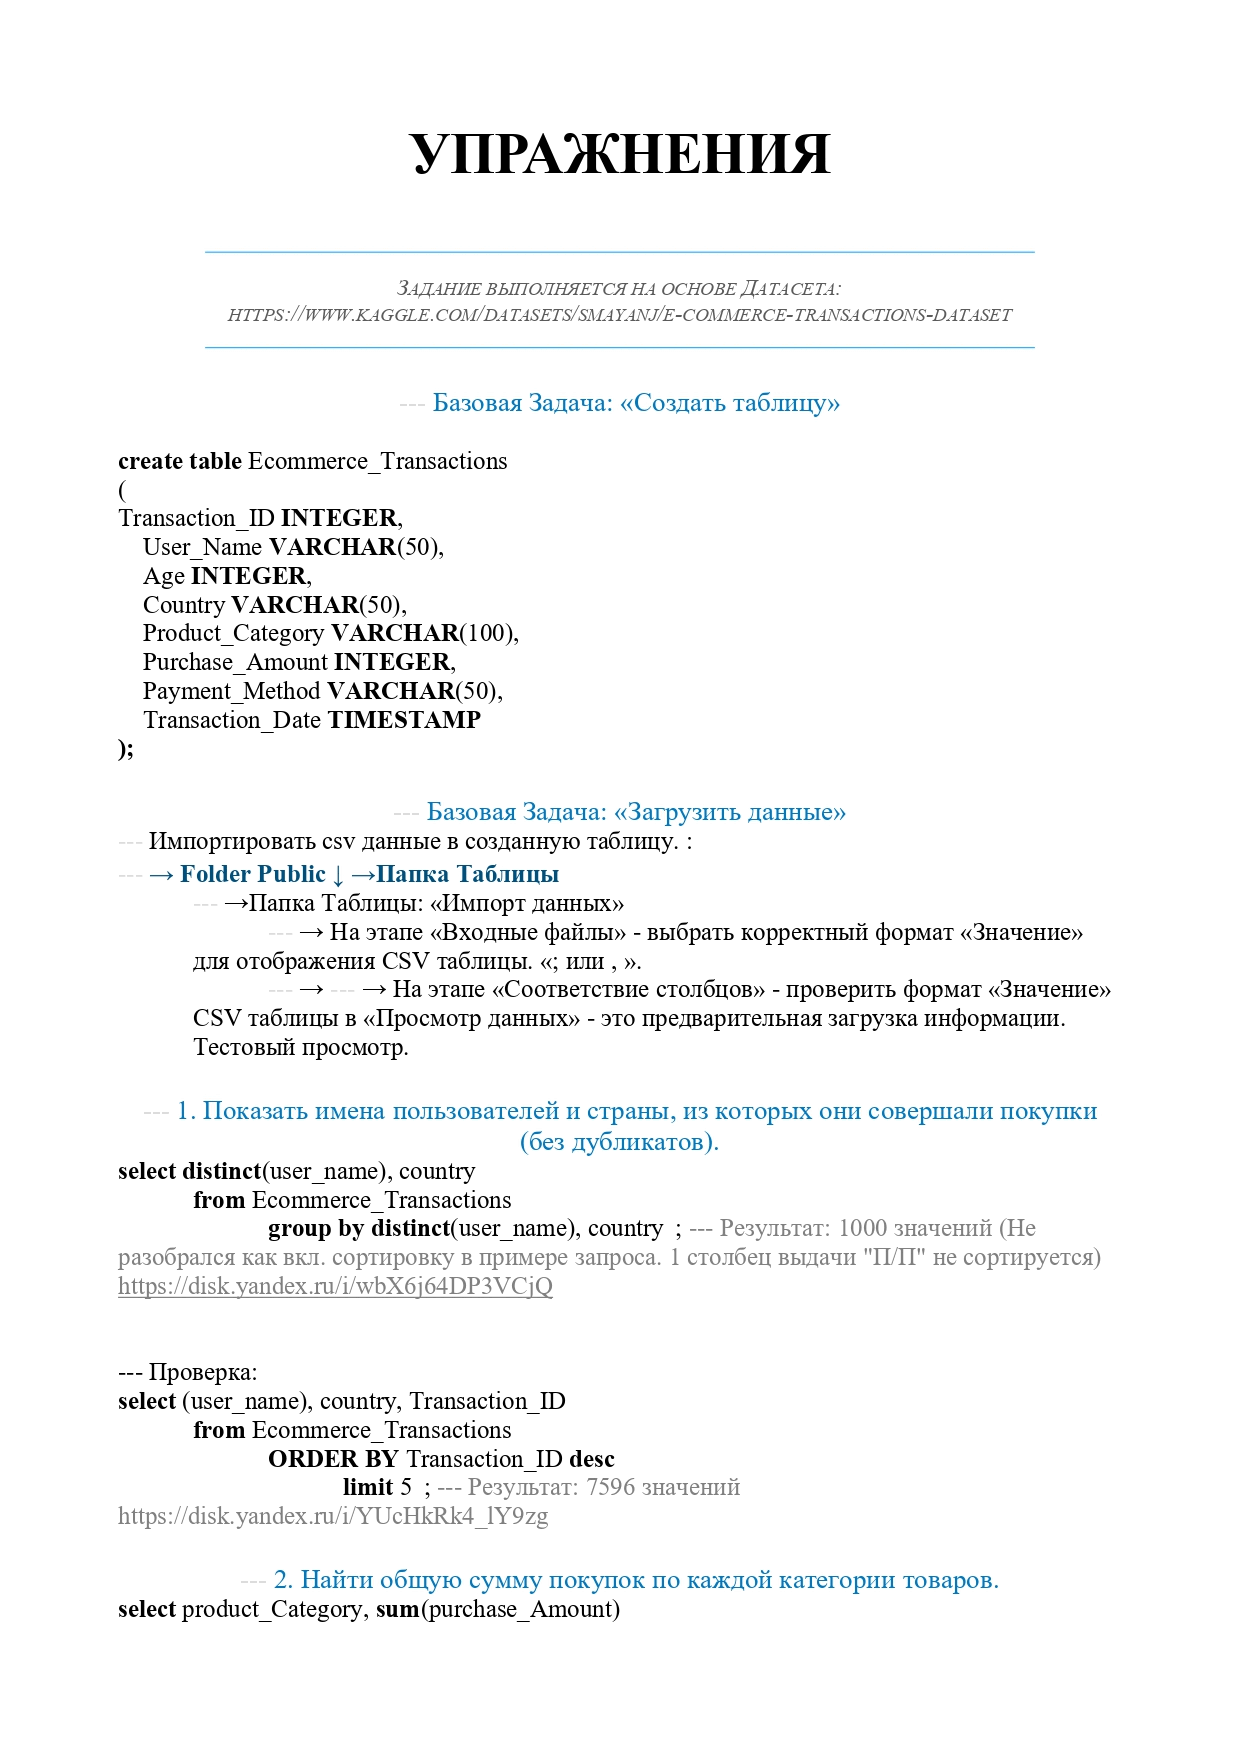 УПРАЖНЕНИЯ
Задание выполняется на основе Датасета:
https://www.kaggle.com/datasets/smayanj/e-commerce-transactions-dataset
--- Базовая Задача: «Создать таблицу»
create table Ecommerce_Transactions
(
Transaction_ID INTEGER,
User_Name VARCHAR(50),
Age INTEGER,
Country VARCHAR(50),
Product_Category VARCHAR(100),
Purchase_Amount INTEGER,
Payment_Method VARCHAR(50),
Transaction_Date TIMESTAMP
);
--- Базовая Задача: «Загрузить данные»
--- Импортировать csv данные в созданную таблицу. :
--- → Folder Public ↓ →Папка Таблицы
--- →Папка Таблицы: «Импорт данных»
--- → На этапе «Входные файлы» - выбрать корректный формат «Значение»
для отображения CSV таблицы. «; или , ».
--- → --- → На этапе «Соответствие столбцов» - проверить формат «Значение»
CSV таблицы в «Просмотр данных» - это предварительная загрузка информации.
Тестовый просмотр.
--- 1. Показать имена пользователей и страны, из которых они совершали покупки
(без дубликатов).
select distinct(user_name), country
from Ecommerce_Transactions
group by distinct(user_name), country  ; --- Результат: 1000 значений (Не
разобрался как вкл. сортировку в примере запроса. 1 столбец выдачи "П/П" не сортируется)
https://disk.yandex.ru/i/wbX6j64DP3VCjQ
--- Проверка:
select (user_name), country, Transaction_ID
from Ecommerce_Transactions
ORDER BY Transaction_ID desc
limit 5  ; --- Результат: 7596 значений
https://disk.yandex.ru/i/YUcHkRk4_lY9zg
--- 2. Найти общую сумму покупок по каждой категории товаров.
select product_Category, sum(purchase_Amount)